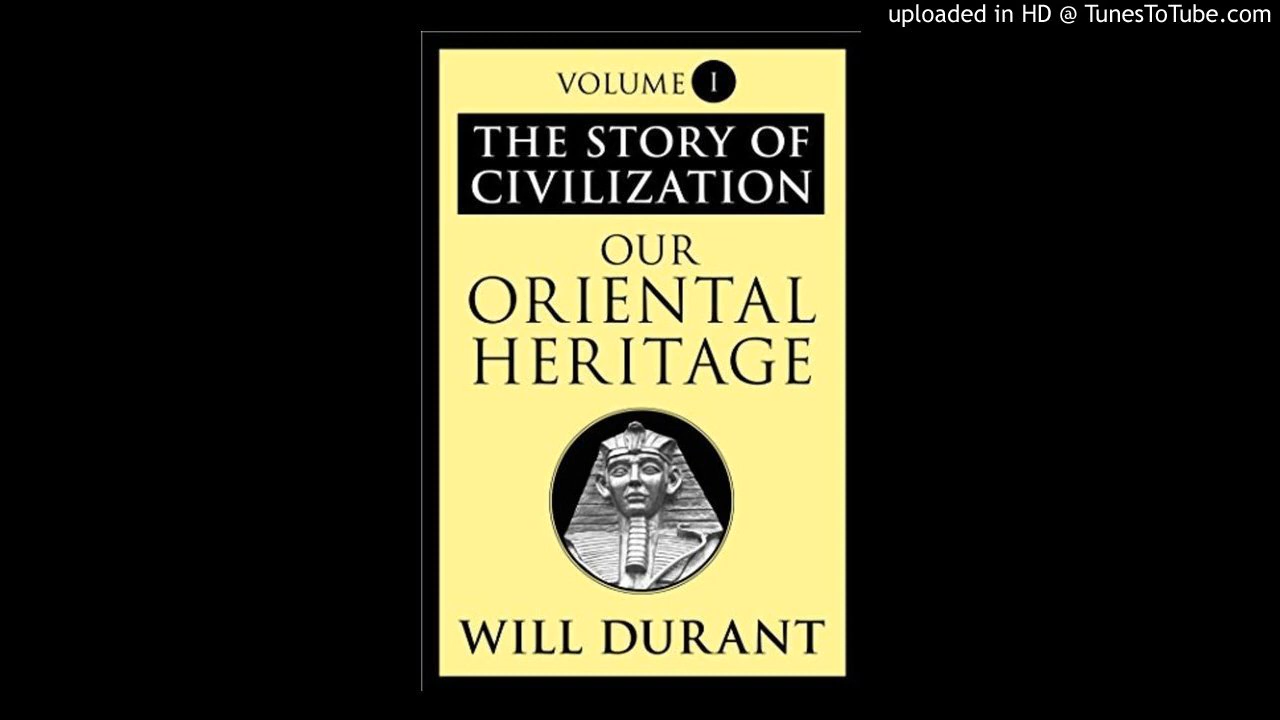 uploaded in HD @ TunesToTube.com
VOLUME I
THE STORY OF
CIVILIZATION
OUR
ORIENTAL
HERITAGE
WILL DURANT